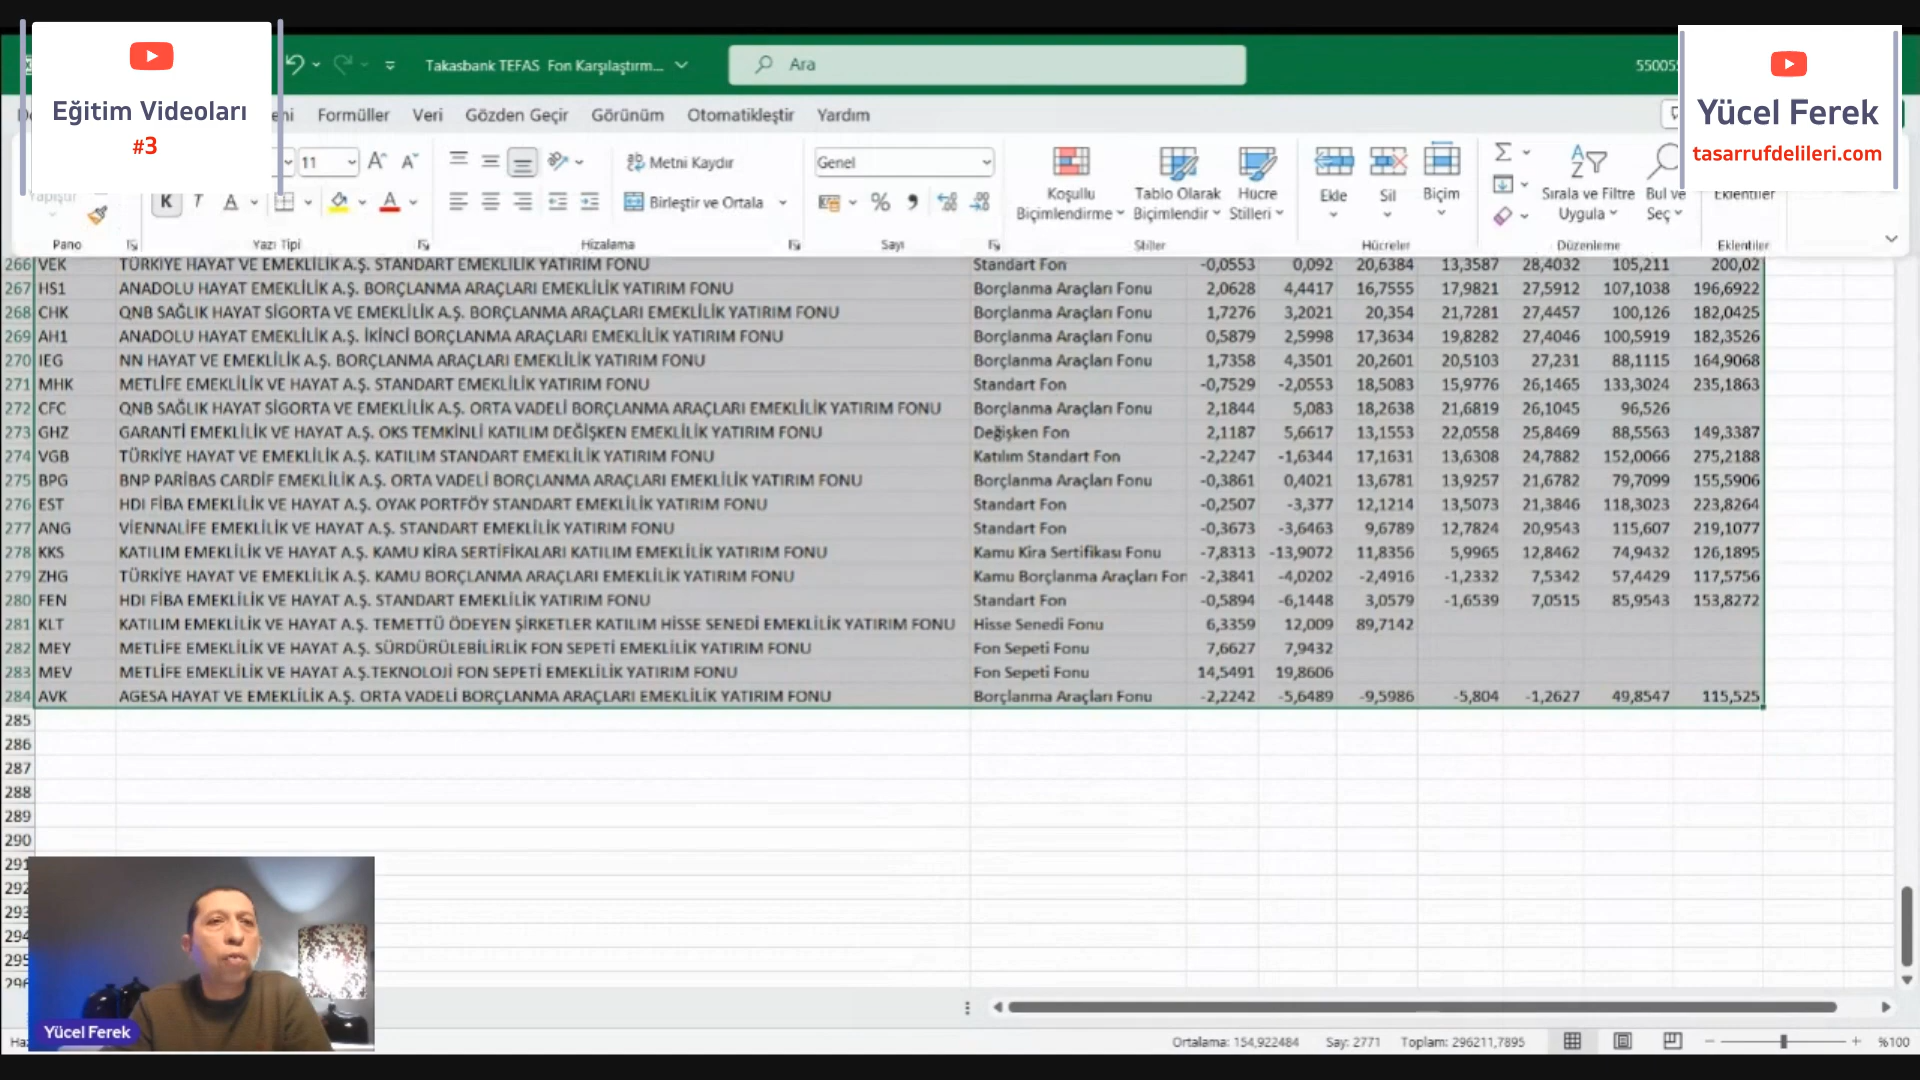 Eğitim Videoları
#3
Takasbank TEFAS Fon Karşılaştırm...
Ara
Yücel Ferek
tasarrufdelileri.com
Formüller Veri Gözden Geçir Görünüm Otomatikleştir Yardım
11 Metni Kaydır Genel Koşullu Biçimlendirme Tablo Olarak Biçimlendir Hücre Stilleri Ekle Sil Biçim Sırala ve Filtre Uygula Bul ve Seç Eklentiler
Yapıştır K T A A Birleştir ve Ortala %
Pano Yazı Tipi Hizalama Sayı Stiller Hücreler Düzenleme Eklentiler
266 VEK TÜRKİYE HAYAT VE EMEKLİLİK A.Ş. STANDART EMEKLİLİK YATIRIM FONU Standart Fon -0,0553 0,092 20,6384 13,3587 28,4032 105,211 200,02
267 HS1 ANADOLU HAYAT EMEKLİLİK A.Ş. BORÇLANMA ARAÇLARI EMEKLİLİK YATIRIM FONU Borçlanma Araçları Fonu 2,0628 4,4417 16,7555 17,9821 27,5912 107,1038 196,6922
268 CHK QNB SAĞLIK HAYAT SİGORTA VE EMEKLİLİK A.Ş. BORÇLANMA ARAÇLARI EMEKLİLİK YATIRIM FONU Borçlanma Araçları Fonu 1,7276 3,2021 20,354 21,7281 27,4457 100,126 182,0425
269 AH1 ANADOLU HAYAT EMEKLİLİK A.Ş. İKİNCİ BORÇLANMA ARAÇLARI EMEKLİLİK YATIRIM FONU Borçlanma Araçları Fonu 0,5879 2,5998 17,3634 19,8282 27,4046 100,5919 182,3526
270 IEG NN HAYAT VE EMEKLİLİK A.Ş. BORÇLANMA ARAÇLARI EMEKLİLİK YATIRIM FONU Borçlanma Araçları Fonu 1,7358 4,3501 20,2601 20,5103 27,231 88,1115 164,9068
271 MHK METLİFE EMEKLİLİK VE HAYAT A.Ş. STANDART EMEKLİLİK YATIRIM FONU Standart Fon -0,7529 -2,0553 18,5083 15,9776 26,1465 133,3024 235,1863
272 CFC QNB SAĞLIK HAYAT SİGORTA VE EMEKLİLİK A.Ş. ORTA VADELİ BORÇLANMA ARAÇLARI EMEKLİLİK YATIRIM FONU Borçlanma Araçları Fonu 2,1844 5,083 18,2638 21,6819 26,1045 96,526
273 GHZ GARANTİ EMEKLİLİK VE HAYAT A.Ş. OKS TEMKİNLİ KATILIM DEĞİŞKEN EMEKLİLİK YATIRIM FONU Değişken Fon 2,1187 5,6617 13,1553 22,0558 25,8469 88,5563 149,3387
274 VGB TÜRKİYE HAYAT VE EMEKLİLİK A.Ş. KATILIM STANDART EMEKLİLİK YATIRIM FONU Katılım Standart Fon -2,2247 -1,6344 17,1631 13,6308 24,7882 152,0066 275,2188
275 BPG BNP PARİBAS CARDİF EMEKLİLİK A.Ş. ORTA VADELİ BORÇLANMA ARAÇLARI EMEKLİLİK YATIRIM FONU Borçlanma Araçları Fonu -0,3861 0,4021 13,6781 13,9257 21,6782 79,7099 155,5906
276 EST HDI FİBA EMEKLİLİK VE HAYAT A.Ş. OYAK PORTFÖY STANDART EMEKLİLİK YATIRIM FONU Standart Fon -0,2507 -3,377 12,1214 13,5073 21,3846 118,3023 223,8264
277 ANG VİENNALİFE EMEKLİLİK VE HAYAT A.Ş. STANDART EMEKLİLİK YATIRIM FONU Standart Fon -0,3673 -3,6463 9,6789 12,7824 20,9543 115,607 219,1077
278 KKS KATILIM EMEKLİLİK VE HAYAT A.Ş. KAMU KİRA SERTİFİKALARI KATILIM EMEKLİLİK YATIRIM FONU Kamu Kira Sertifikası Fonu -7,8313 -13,9072 11,8356 5,9965 12,8462 74,9432 126,1895
279 ZHG TÜRKİYE HAYAT VE EMEKLİLİK A.Ş. KAMU BORÇLANMA ARAÇLARI EMEKLİLİK YATIRIM FONU Kamu Borçlanma Araçları Fon -2,3841 -4,0202 -2,4916 -1,2332 7,5342 57,4429 117,5756
280 FEN HDI FİBA EMEKLİLİK VE HAYAT A.Ş. STANDART EMEKLİLİK YATIRIM FONU Standart Fon -0,5894 -6,1448 3,0579 -1,6539 7,0515 85,9543 153,8272
281 KLT KATILIM EMEKLİLİK VE HAYAT A.Ş. TEMETTÜ ÖDEYEN ŞİRKETLER KATILIM HİSSE SENEDİ EMEKLİLİK YATIRIM FONU Hisse Senedi Fonu 6,3359 12,009 89,7142
282 MEY METLİFE EMEKLİLİK VE HAYAT A.Ş. SÜRDÜRÜLEBİLİRLİK FON SEPETİ EMEKLİLİK YATIRIM FONU Fon Sepeti Fonu 7,6627 7,9432
283 MEV METLİFE EMEKLİLİK VE HAYAT A.Ş.TEKNOLOJİ FON SEPETİ EMEKLİLİK YATIRIM FONU Fon Sepeti Fonu 14,5491 19,8606
284 AVK AGESA HAYAT VE EMEKLİLİK A.Ş. ORTA VADELİ BORÇLANMA ARAÇLARI EMEKLİLİK YATIRIM FONU Borçlanma Araçları Fonu -2,2242 -5,6489 -9,5986 -5,804 -1,2627 49,8547 115,525
285
286
287
288
289
290
291
292
293
294
295
Yücel Ferek
Ortalama: 154,922484 Say: 2771 Toplam: 296211,7895 %100